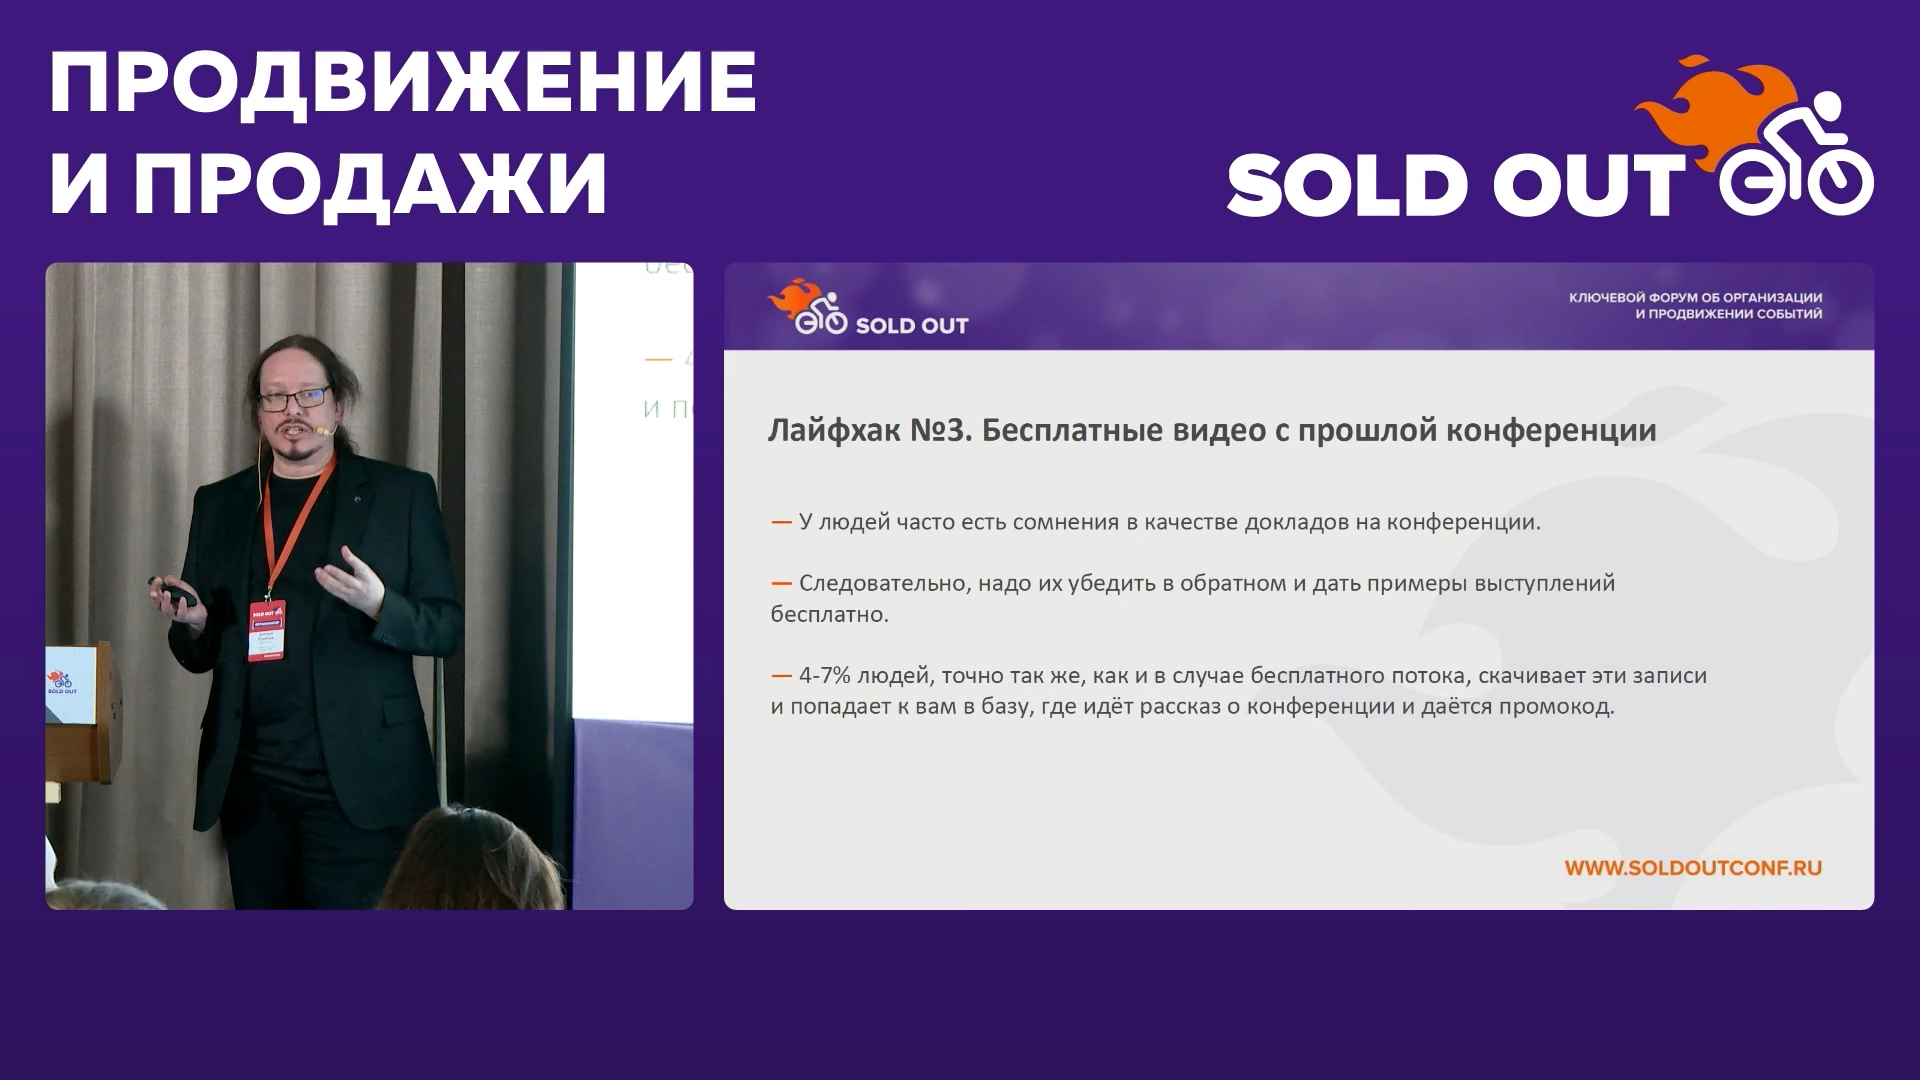 ПРОДВИЖЕНИЕ
И ПРОДАЖИ
SOLD OUT
SOLD OUT
КЛЮЧЕВОЙ ФОРУМ ОБ ОРГАНИЗАЦИИ
И ПРОДВИЖЕНИИ СОБЫТИЙ
Лайфхак №3. Бесплатные видео с прошлой конференции
— У людей часто есть сомнения в качестве докладов на конференции.
— Следовательно, надо их убедить в обратном и дать примеры выступлений
бесплатно.
— 4-7% людей, точно так же, как и в случае бесплатного потока, скачивает эти записи
и попадает к вам в базу, где идёт рассказ о конференции и даётся промокод.
WWW.SOLDOUTCONF.RU
SOLD OUT
SOLD OUT